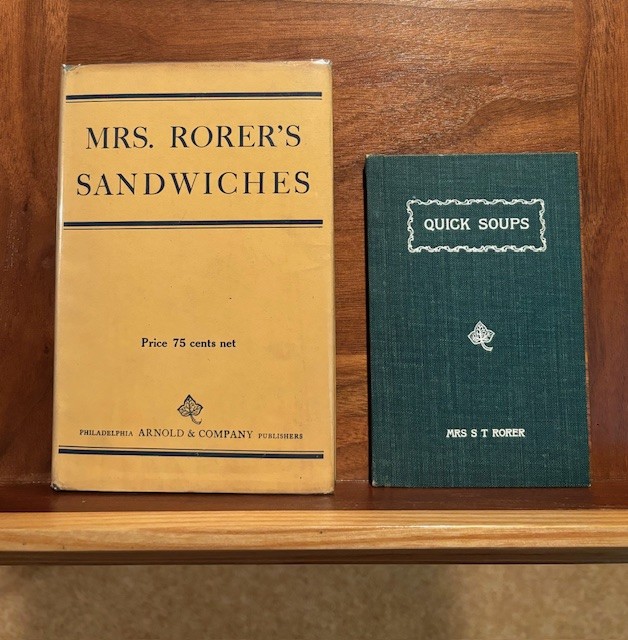 MRS. RORER'S
SANDWICHES
Price 75 cents net
PHILADELPHIA ARNOLD & COMPANY PUBLISHERS
QUICK SOUPS
MRS S T RORER